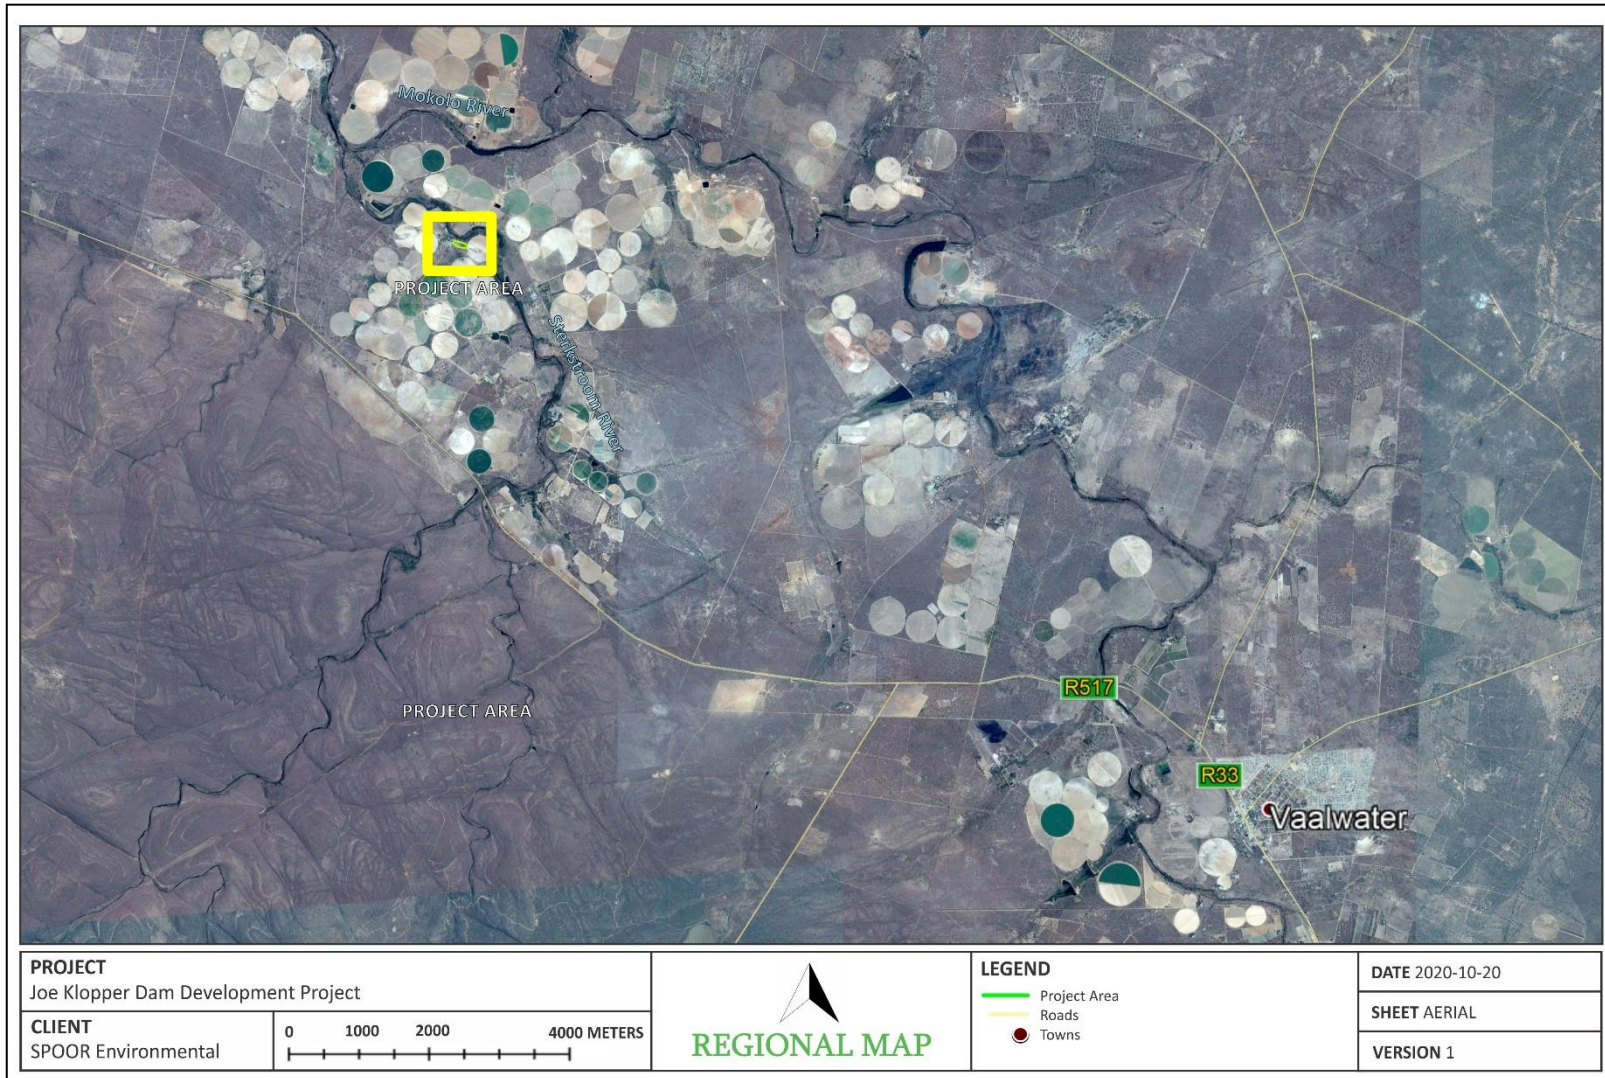 Mokolo River
PROJECT AREA
Sterkstroom River
PROJECT AREA
R517
R33
Vaalwater
PROJECT
Joe Klopper Dam Development Project
CLIENT
SPOOR Environmental
0 1000 2000 4000 METERS
REGIONAL MAP
LEGEND
Project Area
Roads
Towns
DATE 2020-10-20
SHEET AERIAL
VERSION 1